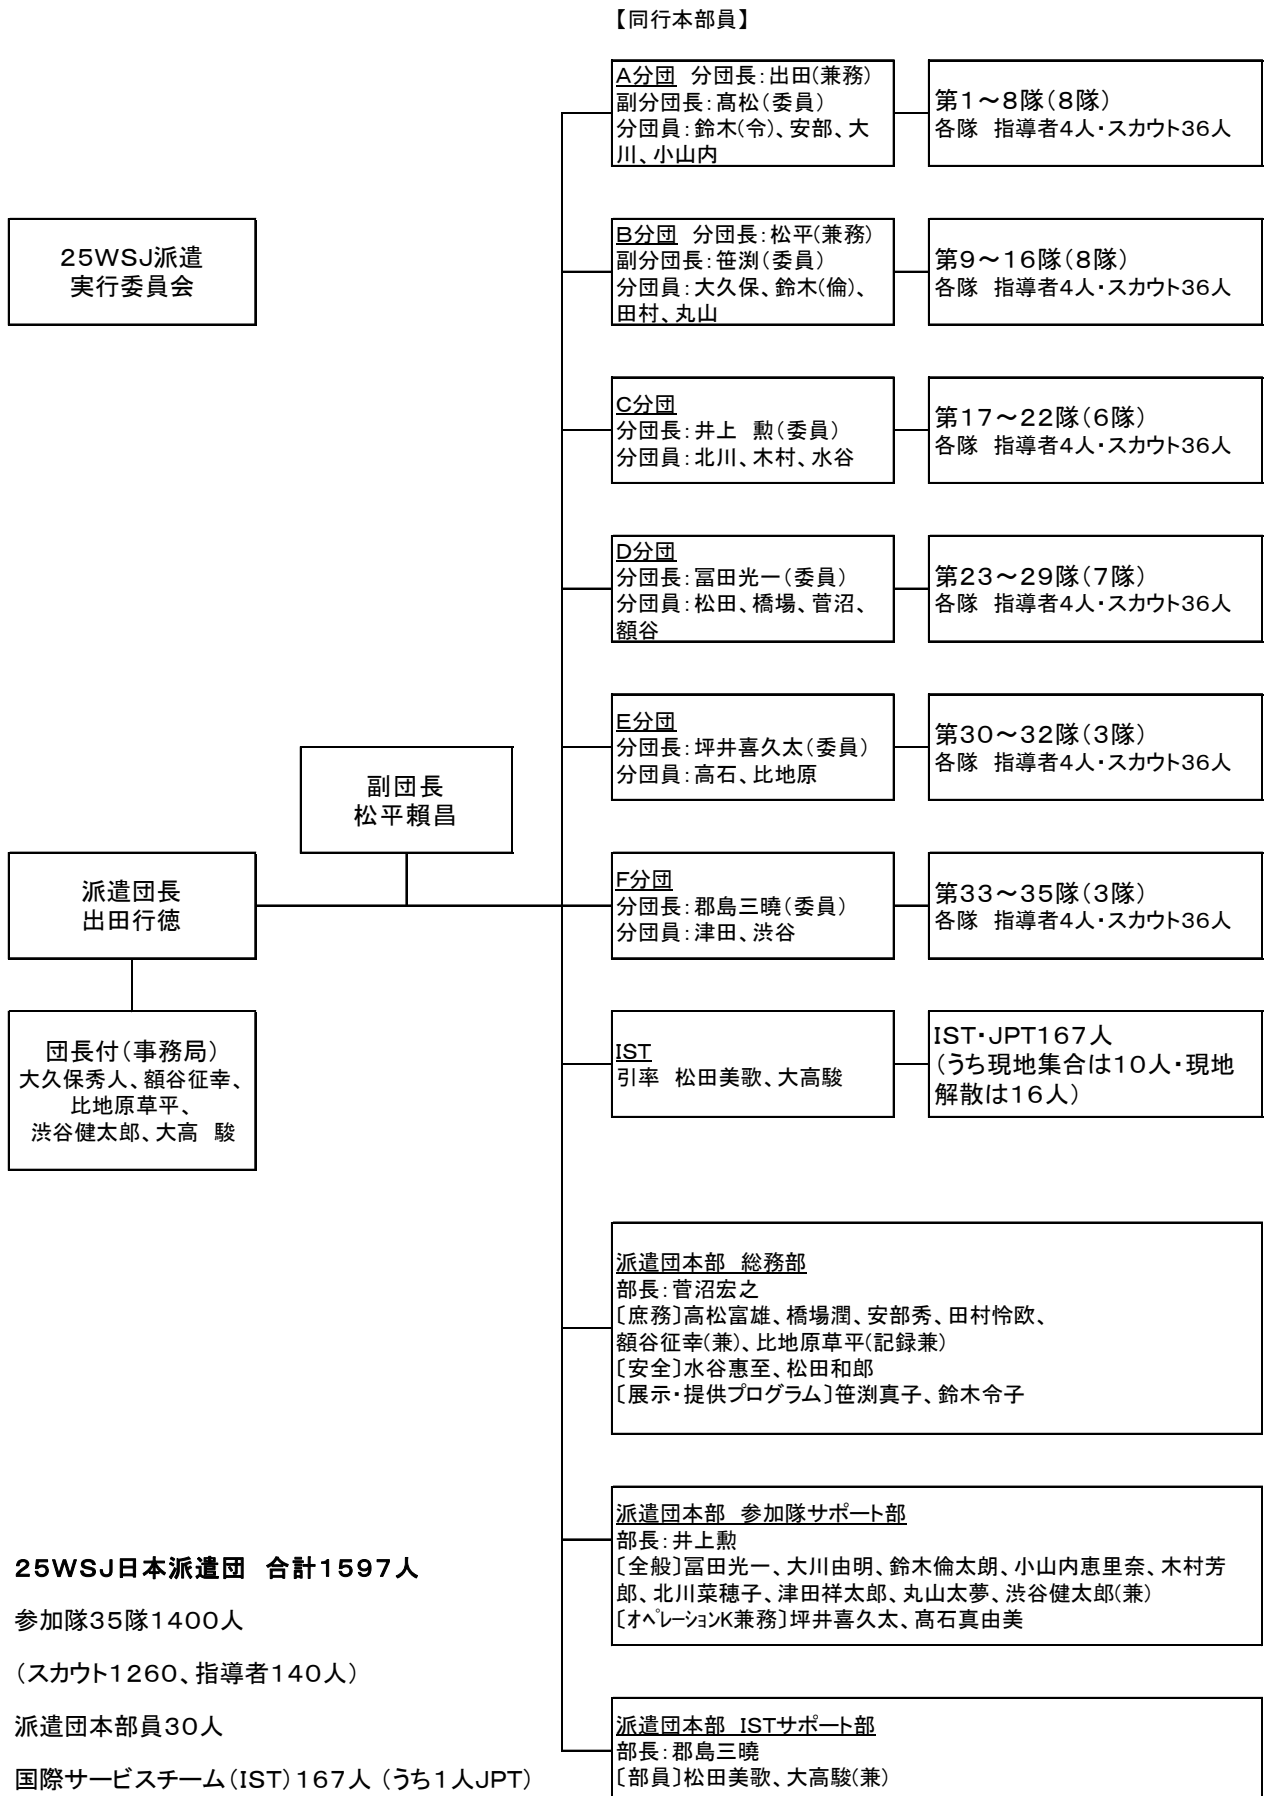 【同行本部員】
A分団　分団長：出田(兼務)
副分団長：髙松(委員)
分団員：鈴木(令)、安部、大
川、小山内
第1～8隊(8隊)
各隊　指導者4人・スカウト36人
25WSJ派遣
実行委員会
B分団　分団長：松平(兼務)
副分団長：笹渕(委員)
分団員：大久保、鈴木(倫)、
田村、丸山
第9～16隊(8隊)
各隊　指導者4人・スカウト36人
C分団
分団長：井上　勲(委員)
分団員：北川、木村、水谷
第17～22隊(6隊)
各隊　指導者4人・スカウト36人
D分団
分団長：冨田光一(委員)
分団員：松田、橋場、菅沼、
額谷
第23～29隊(7隊)
各隊　指導者4人・スカウト36人
E分団
分団長：坪井喜久太(委員)
分団員：高石、比地原
第30～32隊(3隊)
各隊　指導者4人・スカウト36人
副団長
松平頼昌
派遣団長
出田行徳
F分団
分団長：郡島三曉(委員)
分団員：津田、渋谷
第33～35隊(3隊)
各隊　指導者4人・スカウト36人
団長付(事務局)
大久保秀人、額谷征幸、
比地原草平、
渋谷健太郎、大高　駿
IST
引率　松田美歌、大高駿
IST・JPT167人
(うち現地集合は10人・現地
解散は16人)
派遣団本部　総務部
部長：菅沼宏之
〔庶務〕高松富雄、橋場潤、安部秀、田村怜欧、
額谷征幸(兼)、比地原草平(記録兼)
〔安全〕水谷惠至、松田和郎
〔展示・提供プログラム〕笹渕真子、鈴木令子
派遣団本部　参加隊サポート部
部長：井上勲
〔全般〕冨田光一、大川由明、鈴木倫太朗、小山内恵里奈、木村芳
郎、北川菜穂子、津田祥太郎、丸山太夢、渋谷健太郎(兼)
〔オペレーションK兼務〕坪井喜久太、髙石真由美
25WSJ日本派遣団　合計1597人
参加隊35隊1400人
(スカウト1260、指導者140人)
派遣団本部員30人
国際サービスチーム(IST)167人 (うち1人JPT)
派遣団本部　ISTサポート部
部長：郡島三曉
〔部員〕松田美歌、大高駿(兼)